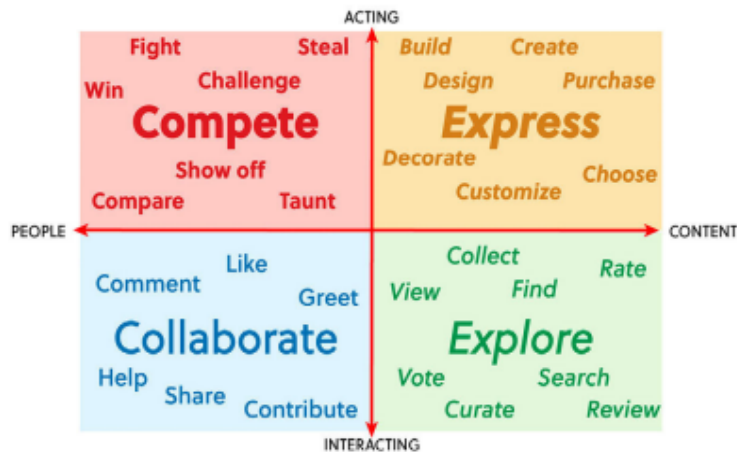 ACTING
Fight
Steal
Win
Challenge
Compete
Show off
Compare
Taunt
Build
Create
Design
Purchase
Express
Decorate
Choose
Customize
PEOPLE
CONTENT
Like
Comment
Greet
Collaborate
Help
Share
Contribute
Collect
Rate
View
Find
Explore
Vote
Search
Curate
Review
INTERACTING